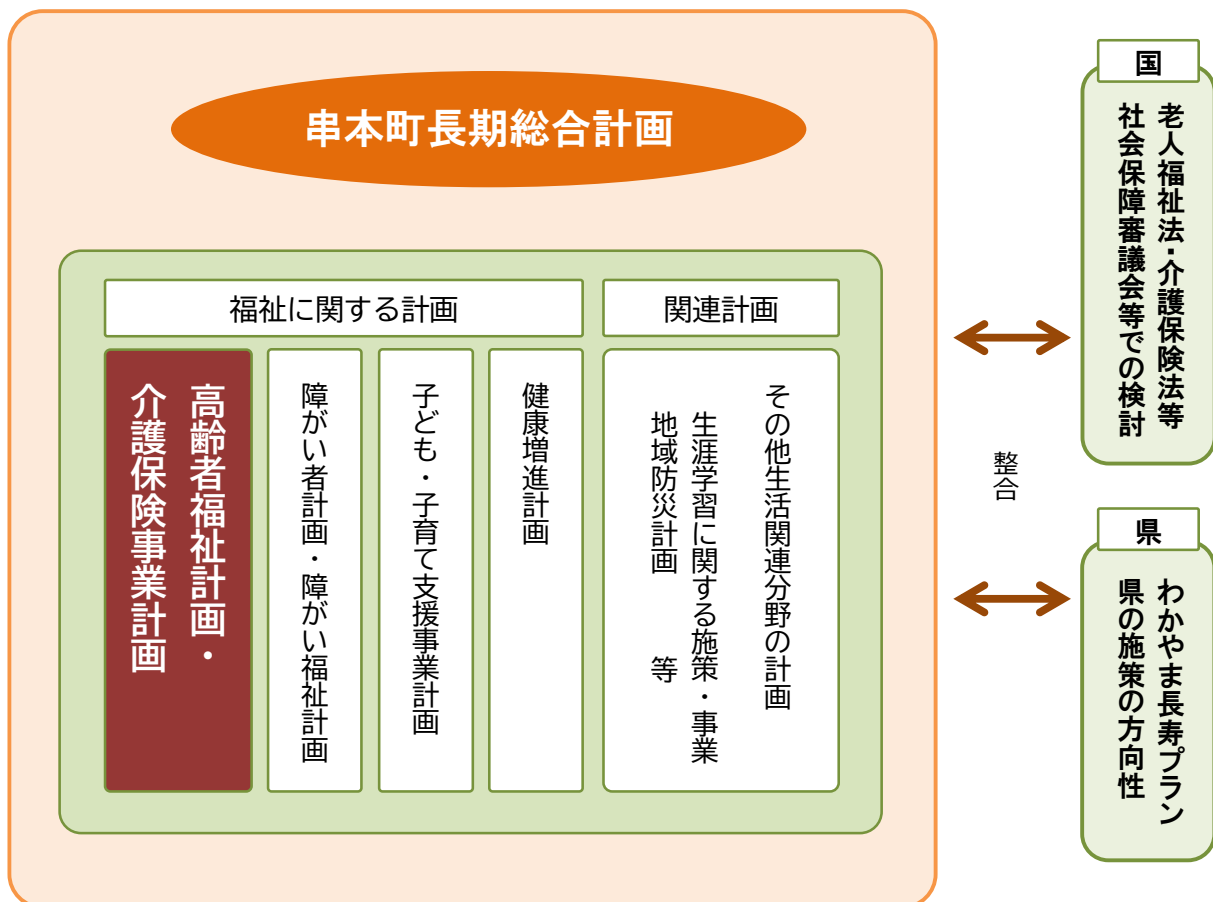 串本町長期総合計画
福祉に関する計画
高齢者福祉計画・
介護保険事業計画
障がい者計画・障がい福祉計画
子ども・子育て支援事業計画
健康増進計画
関連計画
その他生活関連分野の計画
生涯学習に関する施策・事業
地域防災計画　等
整合
国
老人福祉法・介護保険法等
社会保障審議会等での検討
県
わかやま長寿プラン
県の施策の方向性